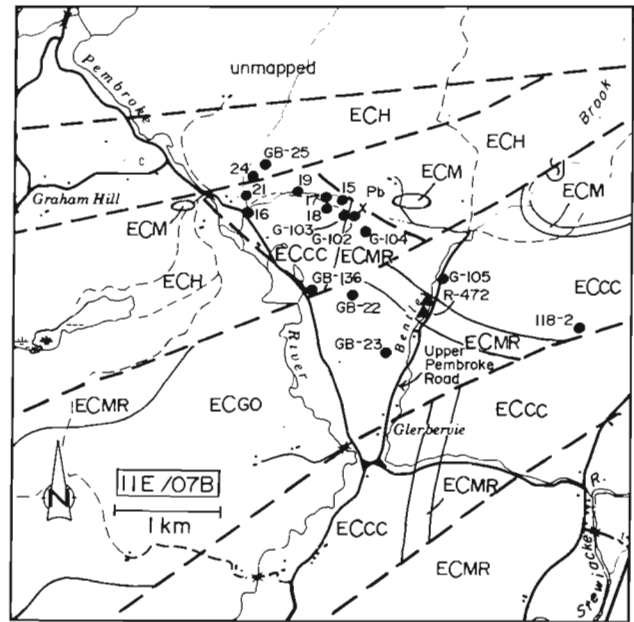 Pembroke
unmapped
ECH
Brook
ECH
GB-25
24
19
15
Pb
X
ECM
ECM
21
17
C
Graham Hill
16
18
G-103
G-102
G-104
ECM
ECCC
ECMR
ECH
GB-136
G-105
ECCC
R-472
GB-22
118-2
Bentley
River
GB-23
ECMR
Upper
Pembroke
Road
ECMR
ECGO
ECCC
Glenbervie
11E/07B
ECMR
R.
N
1 km
ECCC
ECMR
Stewiacke